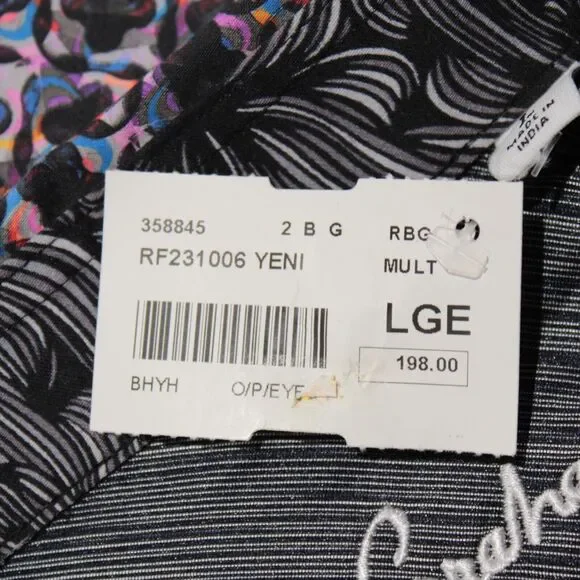 MADE IN
INDIA
358845 2 B G RBG
RF231006 YENI MULT
LGE
198.00
BHYH O/P/EYE